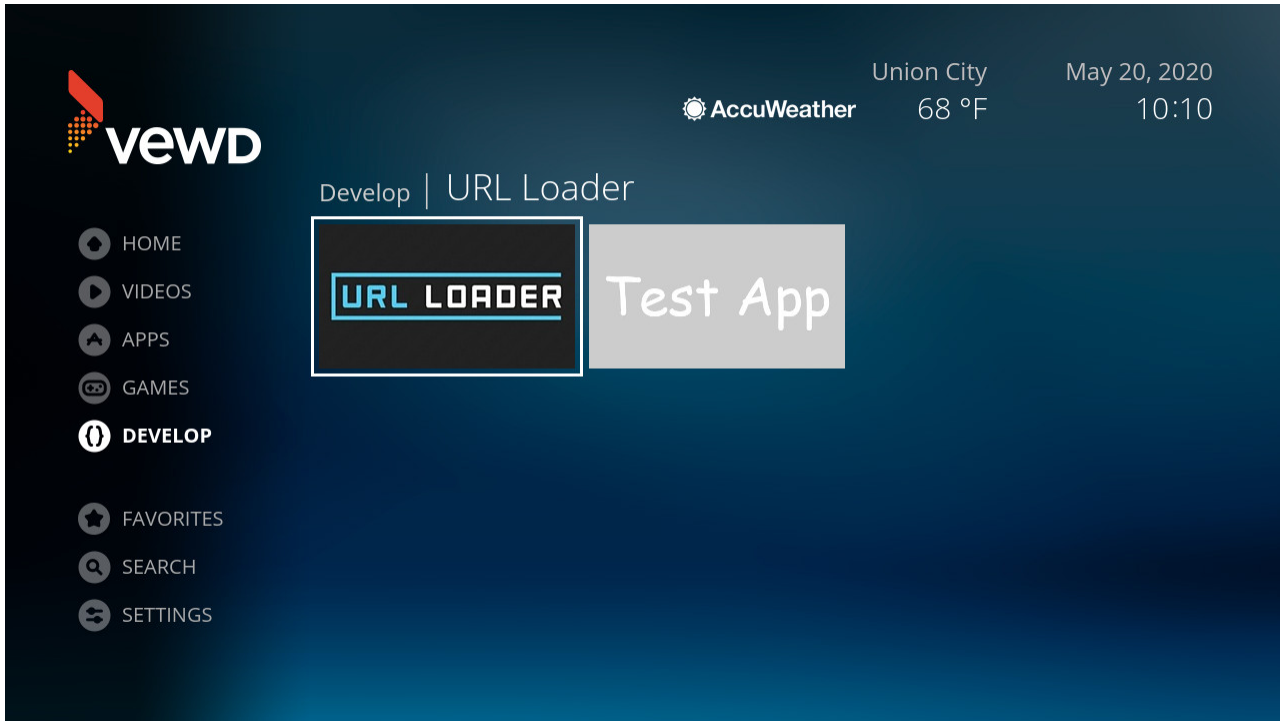 vewd
Union City
May 20, 2020
AccuWeather
68 °F
10:10
Develop | URL Loader
URL LOADER
Test App
HOME
VIDEOS
APPS
GAMES
DEVELOP
FAVORITES
SEARCH
SETTINGS